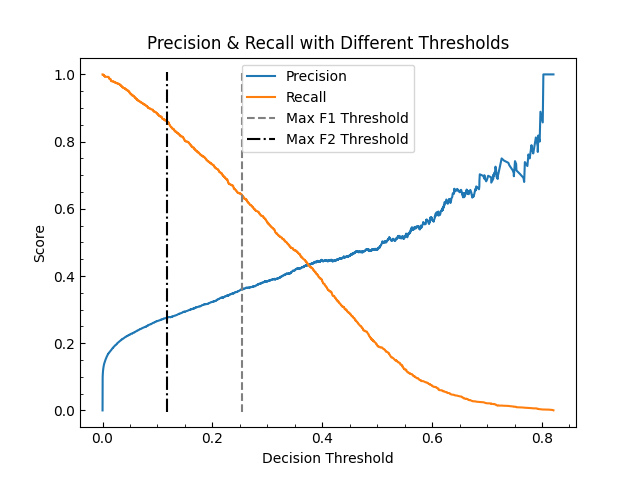 Precision & Recall with Different Thresholds
Precision
Recall
Max F1 Threshold
Max F2 Threshold
Score
1.0
0.8
0.6
0.4
0.2
0.0
0.0 0.2 0.4 0.6 0.8
Decision Threshold